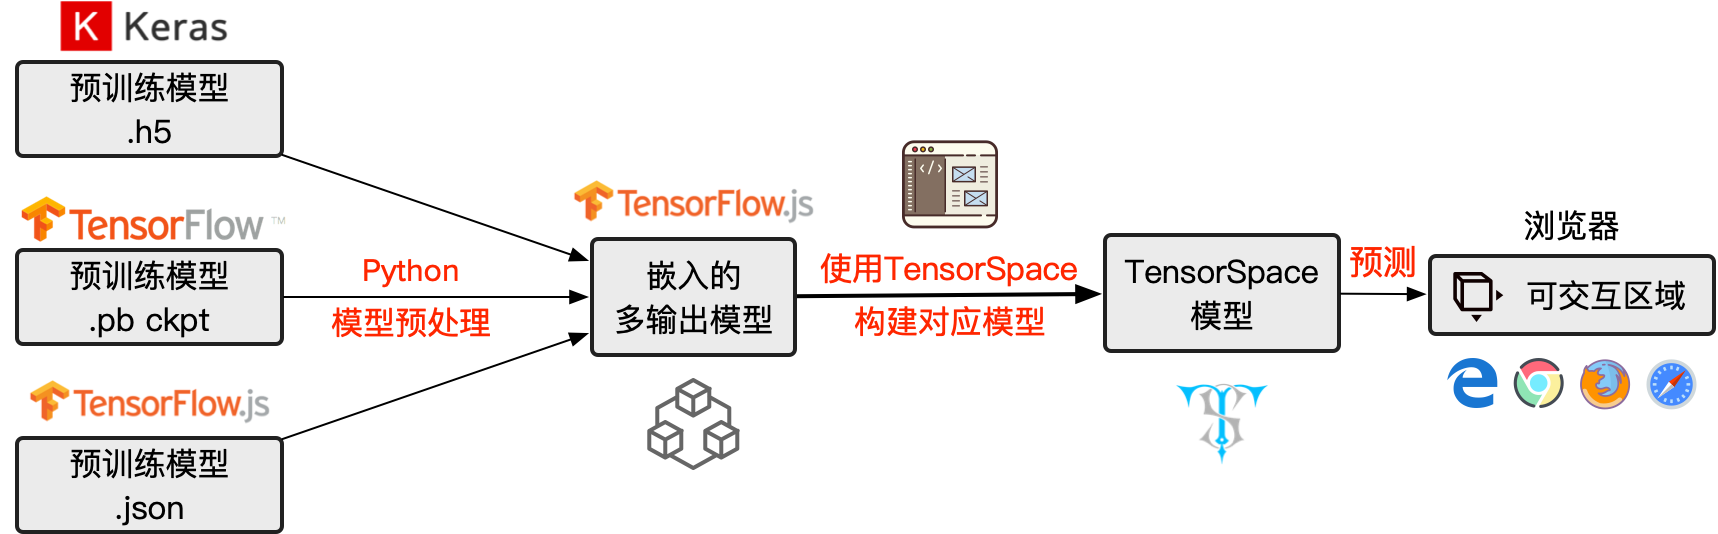 K Keras
预训练模型
.h5
TensorFlow™
预训练模型
.pb ckpt
TensorFlow.js
预训练模型
.json
Python
模型预处理
TensorFlow.js
嵌入的
多输出模型
</>
使用TensorSpace
构建对应模型
TensorSpace
模型
预测
浏览器
可交互区域